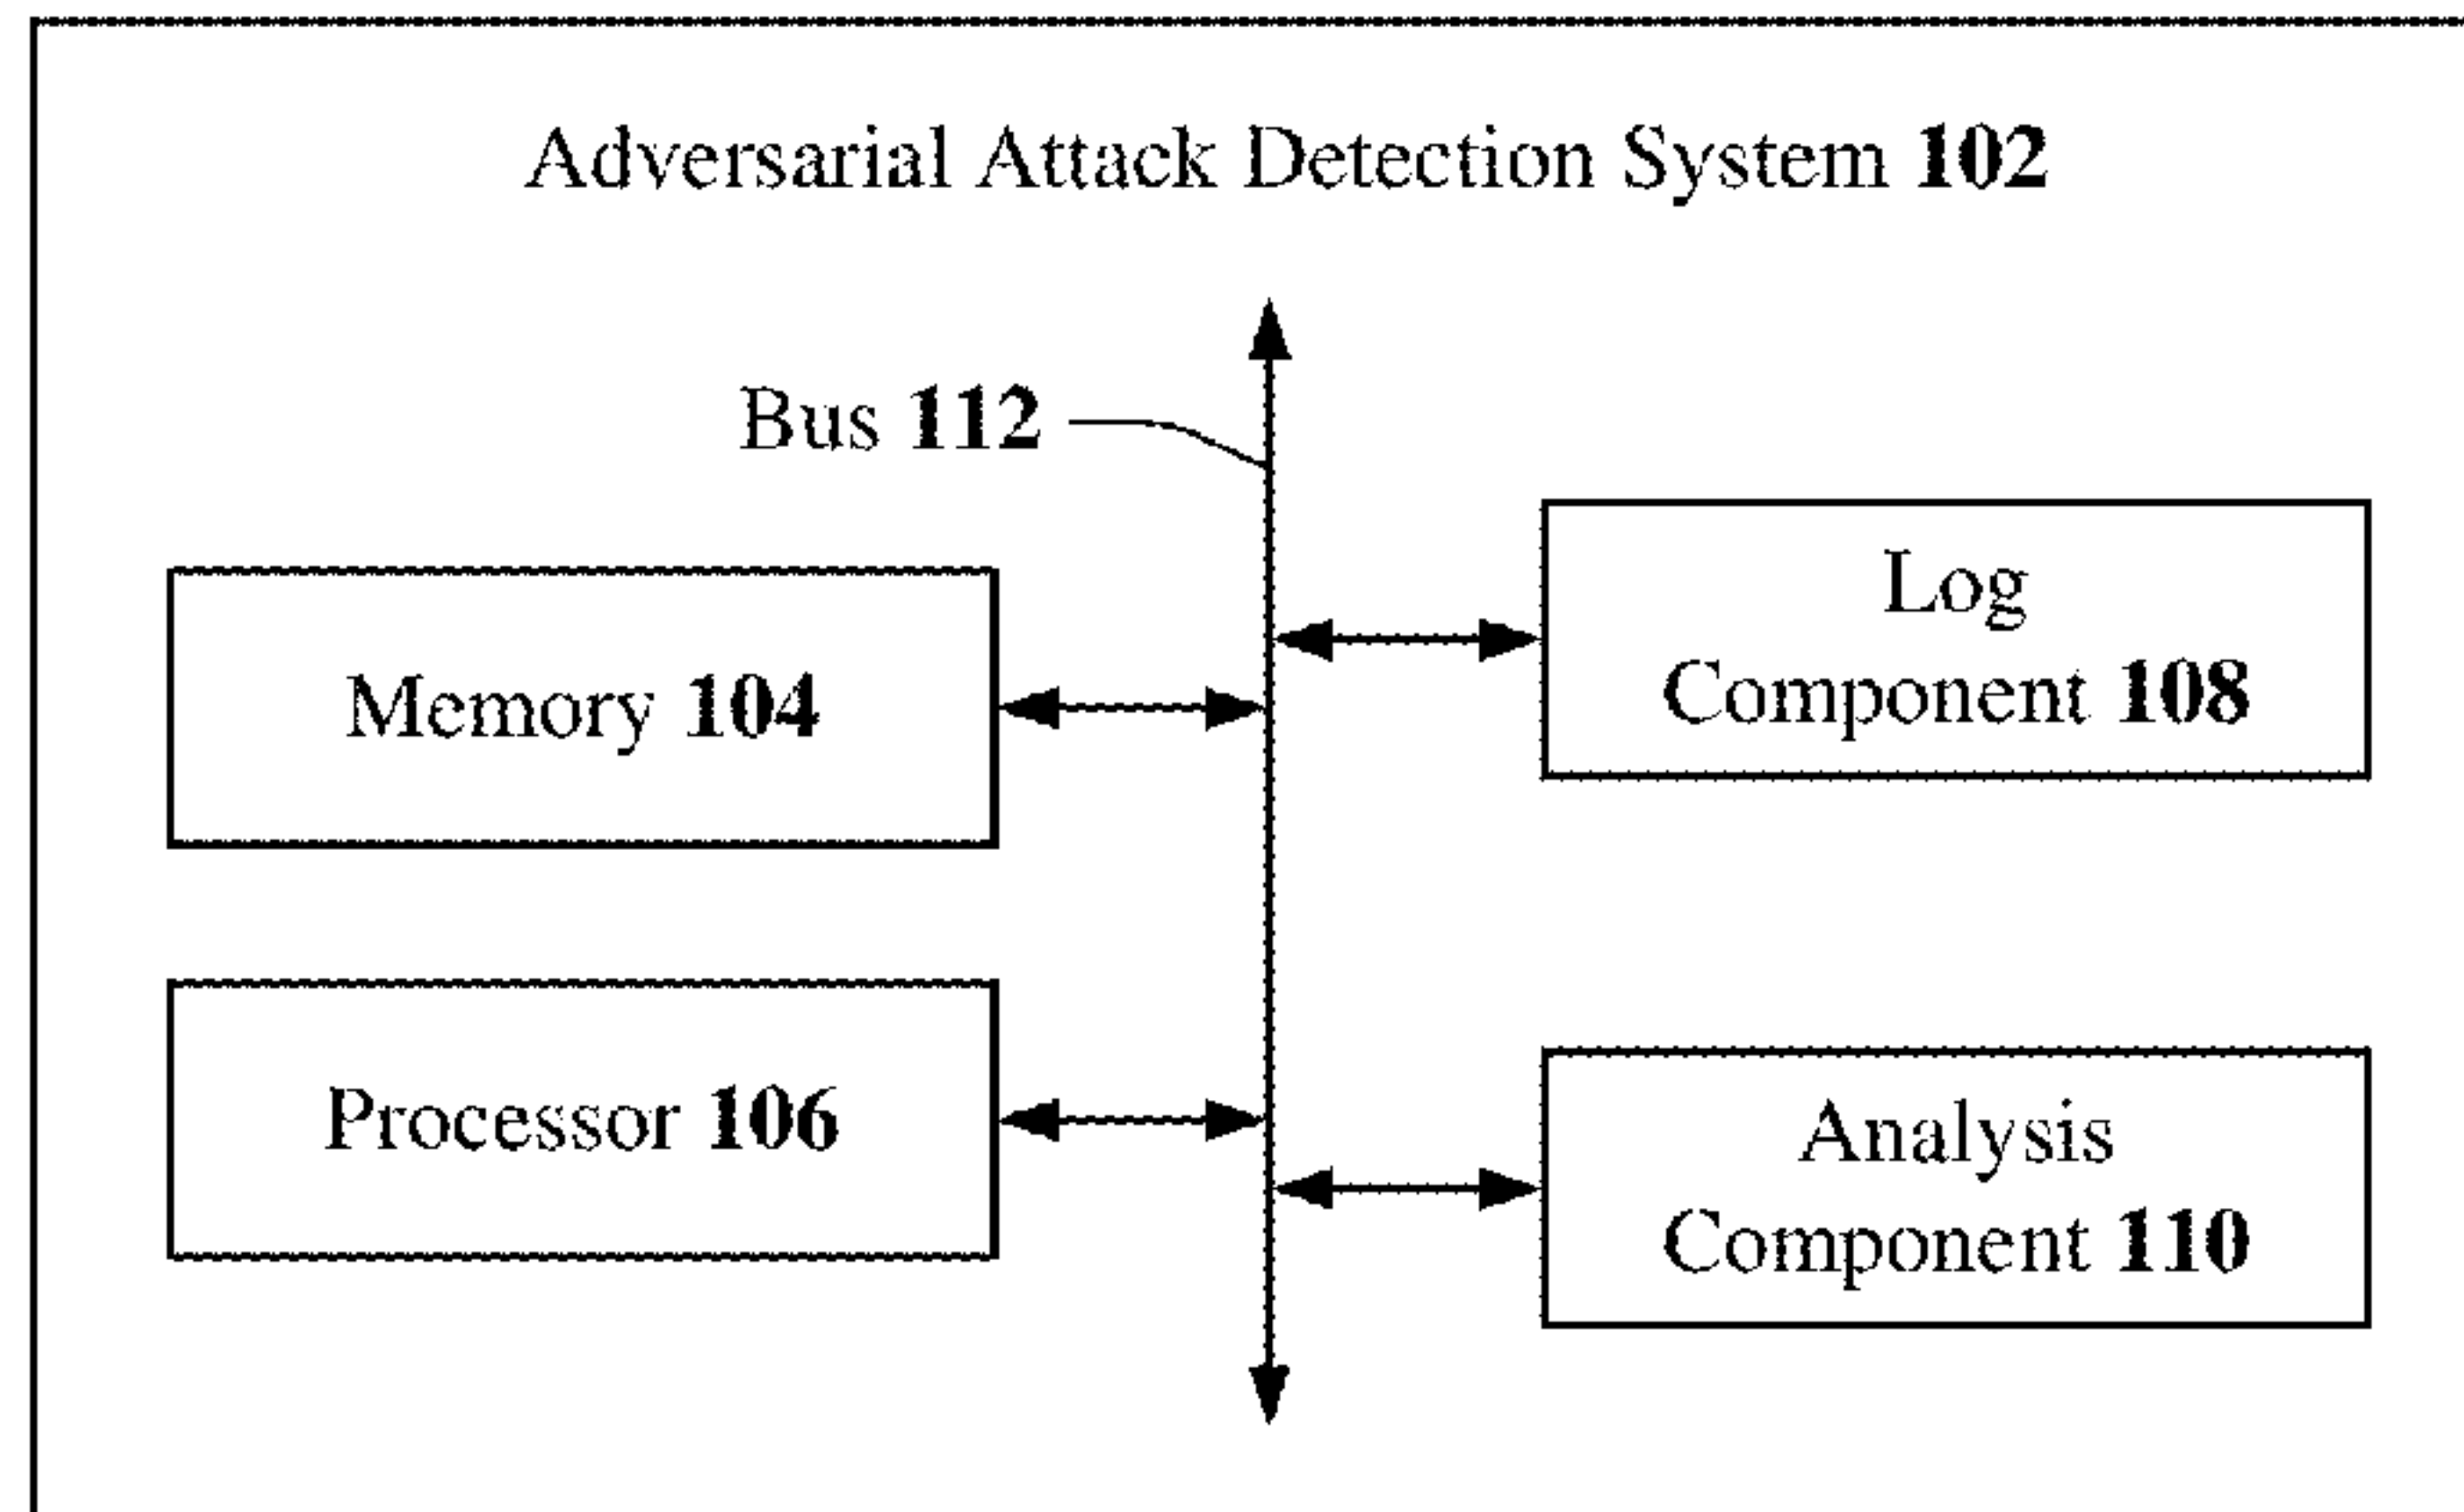 Adversarial Attack Detection System 102
Bus 112
Memory 104
Log
Component 108
Processor 106
Analysis
Component 110